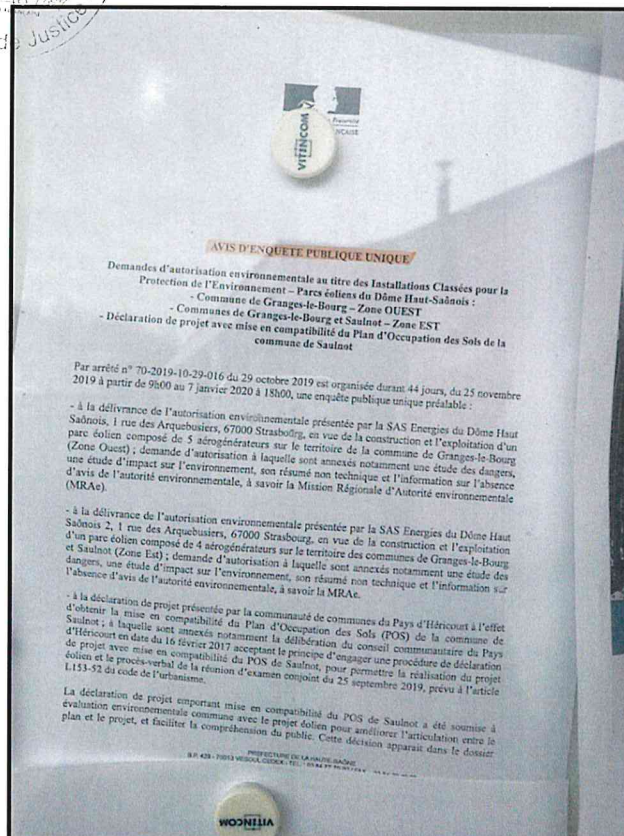 de Justice
Fraternité
VITINCOM
AVIS D'ENQUETE PUBLIQUE UNIQUE
Demandes d'autorisation environnementale au titre des Installations Classées pour la
Protection de l'Environnement – Parcs éoliens du Dôme Haut-Saônois :
- Commune de Granges-le-Bourg – Zone OUEST
- Communes de Granges-le-Bourg et Saulnot – Zone EST
- Déclaration de projet avec mise en compatibilité du Plan d'Occupation des Sols de la
commune de Saulnot
Par arrêté n° 70-2019-10-29-016 du 29 octobre 2019 est organisée durant 44 jours, du 25 novembre
2019 à partir de 9h00 au 7 janvier 2020 à 18h00, une enquête publique unique préalable :
- à la délivrance de l'autorisation environnementale présentée par la SAS Energies du Dôme Haut
Saônois, 1 rue des Arquebusiers, 67000 Strasbourg, en vue de la construction et l'exploitation d'un
parc éolien composé de 5 aérogénérateurs sur le territoire de la commune de Granges-le-Bourg
(Zone Ouest) ; demande d'autorisation à laquelle sont annexés notamment une étude des dangers,
une étude d'impact sur l'environnement, son résumé non technique et l'information sur l'absence
d'avis de l'autorité environnementale, à savoir la Mission Régionale d'Autorité environnementale
(MRAe).
- à la délivrance de l'autorisation environnementale présentée par la SAS Energies du Dôme Haut
Saônois 2, 1 rue des Arquebusiers, 67000 Strasbourg, en vue de la construction et l'exploitation
d'un parc éolien composé de 4 aérogénérateurs sur le territoire des communes de Granges-le-Bourg
et Saulnot (Zone Est) ; demande d'autorisation à laquelle sont annexés notamment une étude des
dangers, une étude d'impact sur l'environnement, son résumé non technique et l'information sur
l'absence d'avis de l'autorité environnementale, à savoir la MRAe.
- à la déclaration de projet présentée par la communauté de communes du Pays d'Héricourt à l'effet
d'obtenir la mise en compatibilité du Plan d'Occupation des Sols (POS) de la commune de
Saulnot ; à laquelle sont annexés notamment la délibération du conseil communautaire du Pays
d'Héricourt en date du 16 février 2017 acceptant le principe d'engager une procédure de déclaration
de projet avec mise en compatibilité du POS de Saulnot, pour permettre la réalisation du projet
éolien et le procès-verbal de la réunion d'examen conjoint du 25 septembre 2019, prévu à l'article
L153-52 du code de l'urbanisme.
La déclaration de projet emportant mise en compatibilité du POS de Saulnot a été soumise à
évaluation environnementale commune avec le projet éolien pour améliorer l'articulation entre le
plan et le projet, et faciliter la compréhension du public. Cette décision apparait dans le dossier
PREFECTURE DE LA HAUTE-SAÔNE
VITINCOM